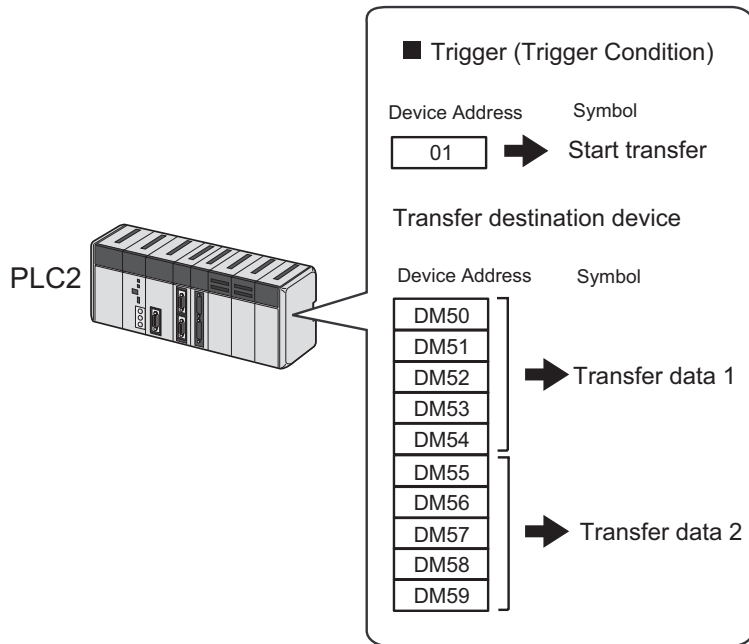 ■ Trigger (Trigger Condition)
Device Address Symbol
01 Start transfer
Transfer destination device
PLC2
Device Address Symbol
DM50
DM51
DM52 Transfer data 1
DM53
DM54
DM55
DM56
DM57 Transfer data 2
DM58
DM59